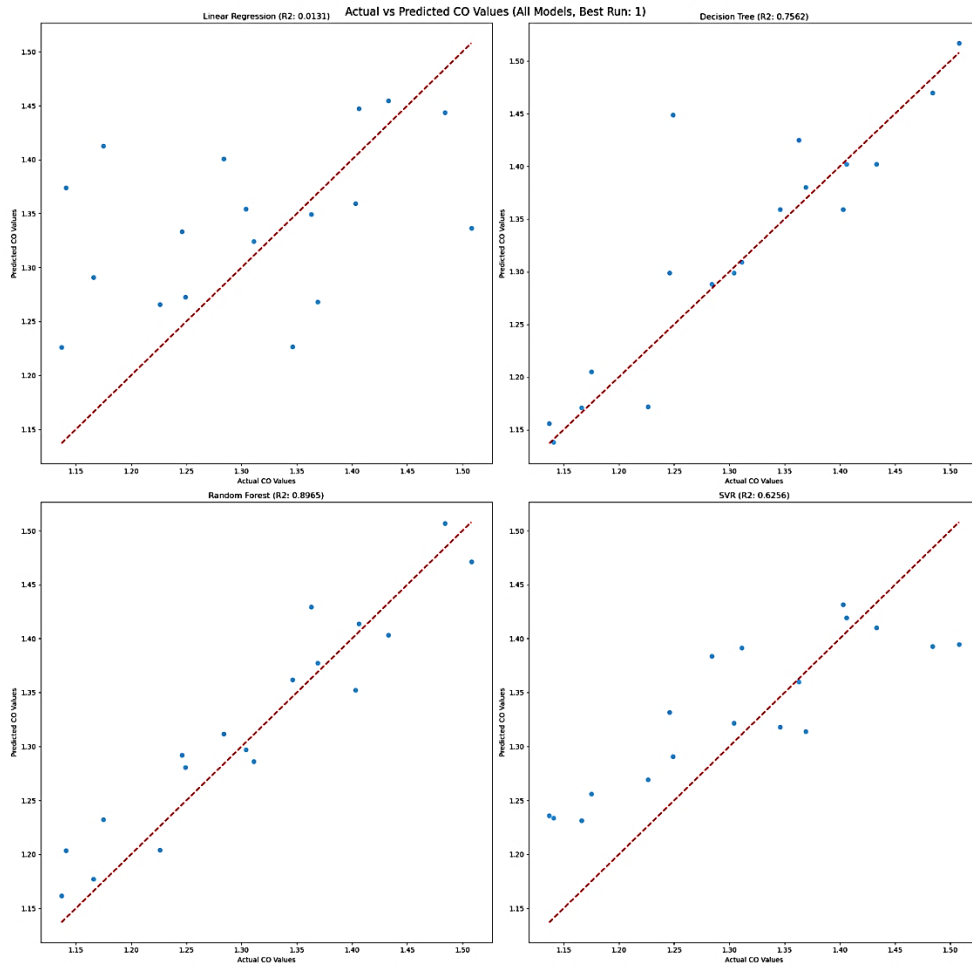 Actual vs Predicted CO Values (All Models, Best Run: 1)
Linear Regression (R2: 0.0131)
1.50
1.45
1.40
1.35
1.30
1.25
1.20
1.15
Predicted CO Values
1.15 1.20 1.25 1.30 1.35 1.40 1.45 1.50
Actual CO Values
Decision Tree (R2: 0.7562)
1.50
1.45
1.40
1.35
1.30
1.25
1.20
1.15
Predicted CO Values
1.15 1.20 1.25 1.30 1.35 1.40 1.45 1.50
Actual CO Values
Random Forest (R2: 0.8965)
1.50
1.45
1.40
1.35
1.30
1.25
1.20
1.15
Predicted CO Values
1.15 1.20 1.25 1.30 1.35 1.40 1.45 1.50
Actual CO Values
SVR (R2: 0.6256)
1.50
1.45
1.40
1.35
1.30
1.25
1.20
1.15
Predicted CO Values
1.15 1.20 1.25 1.30 1.35 1.40 1.45 1.50
Actual CO Values